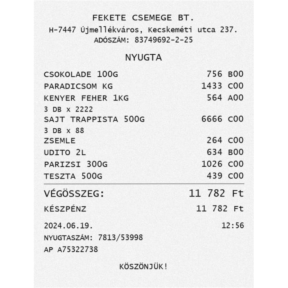 FEKETE CSEMEGE BT.
H-7447 Újmellékváros, Kecskeméti utca 237.
ADÓSZÁM: 83749692-2-25
NYUGTA
CSOKOLADE 100G 756 B00
PARADICSOM KG 1433 C00
KENYER FEHER 1KG 564 A00
3 DB x 2222
SAJT TRAPPISTA 500G 6666 C00
3 DB x 88
ZSEMLE 264 C00
UDITO 2L 634 B00
PARIZSI 300G 1026 C00
TESZTA 500G 439 C00
VÉGÖSSZEG: 11 782 Ft
KÉSZPÉNZ 11 782 Ft
2024.06.19. 12:56
NYUGTASZÁM: 7813/53998
AP A75322738
KÖSZÖNJÜK!